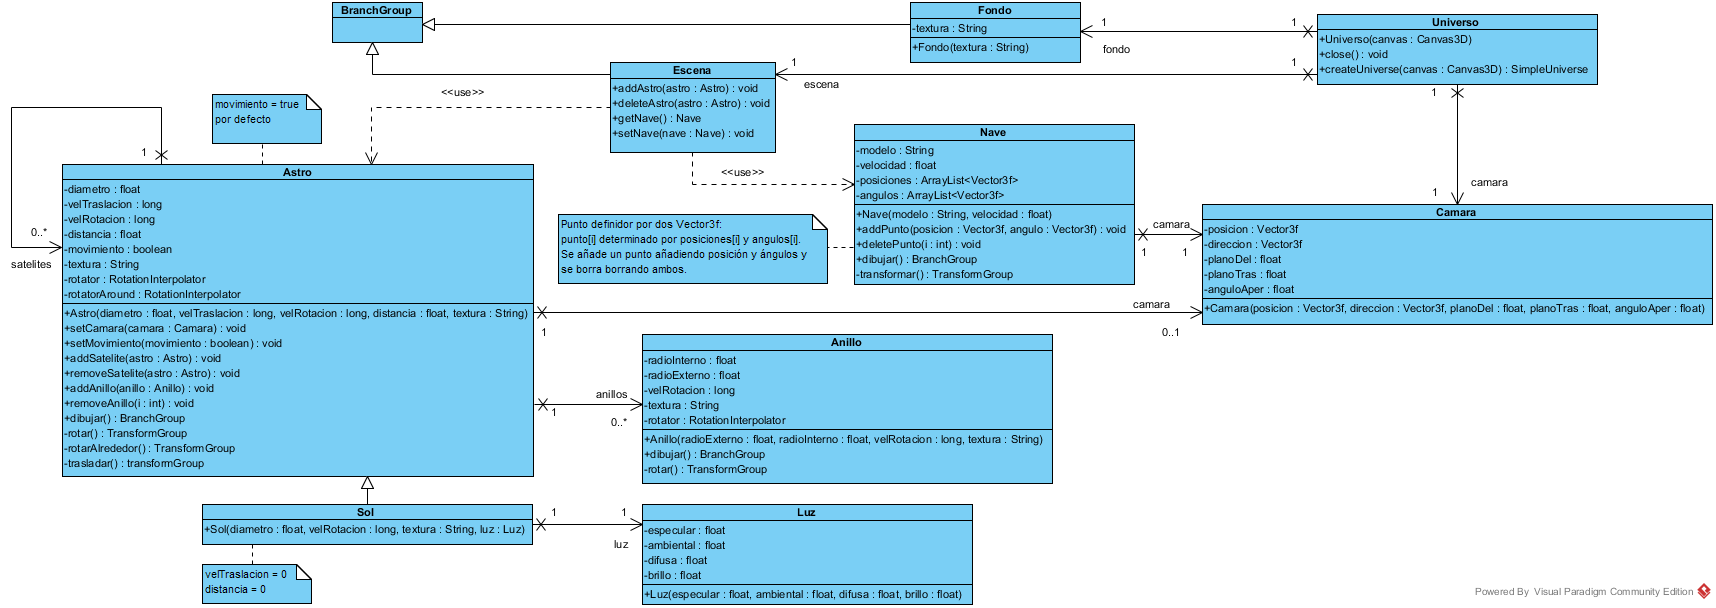 BranchGroup
Fondo
-textura : String
+Fondo(textura : String)
1
fondo
1
Universo
+Universo(canvas : Canvas3D)
+close() : void
+createUniverse(canvas : Canvas3D) : SimpleUniverse
1
escena
1
1
camara
1
Escena
+addAstro(astro : Astro) : void
+deleteAstro(astro : Astro) : void
+getNave() : Nave
+setNave(nave : Nave) : void
<<use>>
<<use>>
movimiento = true
por defecto
1
0..*
satelites
Astro
-diametro : float
-velTraslacion : long
-velRotacion : long
-distancia : float
-movimiento : boolean
-textura : String
-rotator : RotationInterpolator
-rotatorAround : RotationInterpolator
+Astro(diametro : float, velTraslacion : long, velRotacion : long, distancia : float, textura : String)
+setCamara(camara : Camara) : void
+setMovimiento(movimiento : boolean) : void
+addSatelite(astro : Astro) : void
+removeSatelite(astro : Astro) : void
+addAnillo(anillo : Anillo) : void
+removeAnillo(i : int) : void
+dibujar() : BranchGroup
-rotar() : TransformGroup
-rotarAlrededor() : TransformGroup
-trasladar() : transformGroup
Nave
-modelo : String
-velocidad : float
-posiciones : ArrayList<Vector3f>
-angulos : ArrayList<Vector3f>
+Nave(modelo : String, velocidad : float)
+addPunto(posicion : Vector3f, angulo : Vector3f) : void
+deletePunto(i : int) : void
+dibujar() : BranchGroup
-transformar() : TransformGroup
Punto definidor por dos Vector3f:
punto[i] determinado por posiciones[i] y angulos[i].
Se añade un punto añadiendo posición y ángulos y
se borra borrando ambos.
camara
1
1
Camara
-posicion : Vector3f
-direccion : Vector3f
-planoDel : float
-planoTras : float
-anguloAper : float
+Camara(posicion : Vector3f, direccion : Vector3f, planoDel : float, planoTras : float, anguloAper : float)
camara
1
0..1
Anillo
-radioInterno : float
-radioExterno : float
-velRotacion : long
-textura : String
-rotator : RotationInterpolator
+Anillo(radioExterno : float, radioInterno : float, velRotacion : long, textura : String)
+dibujar() : BranchGroup
-rotar() : TransformGroup
anillos
1
0..*
Sol
+Sol(diametro : float, velRotacion : long, textura : String, luz : Luz)
1
1
luz
velTraslacion = 0
distancia = 0
Luz
-especular : float
-ambiental : float
-difusa : float
-brillo : float
+Luz(especular : float, ambiental : float, difusa : float, brillo : float)
Powered By Visual Paradigm Community Edition